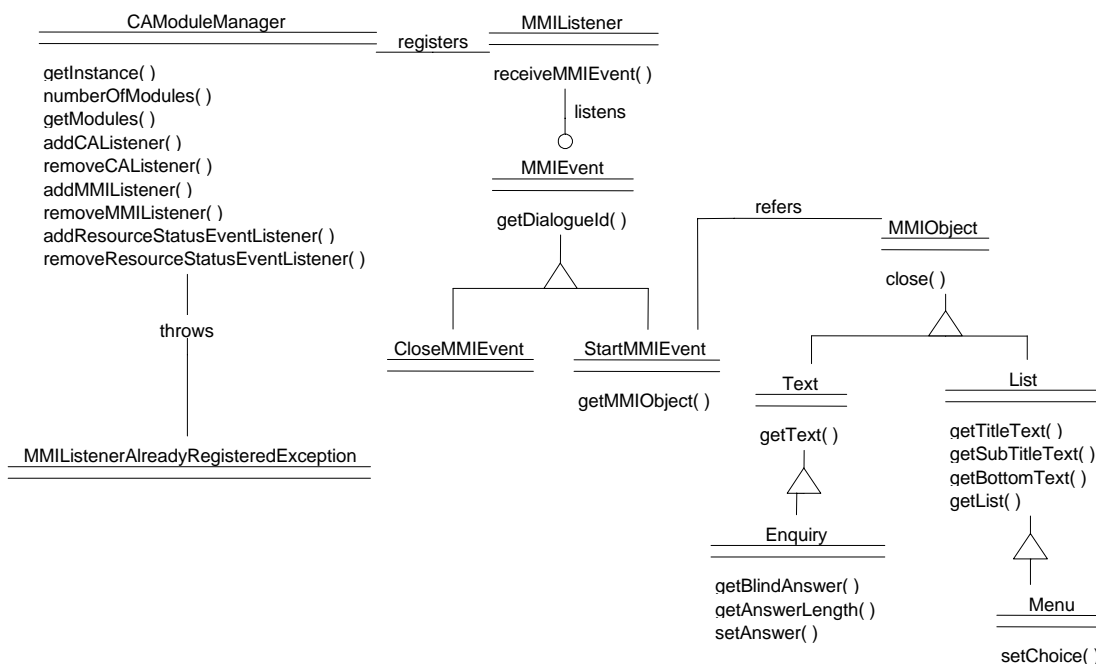 CAModuleManager
getInstance( )
numberOfModules( )
getModules( )
addCAListener( )
removeCAListener( )
addMMIListener( )
removeMMIListener( )
addResourceStatusEventListener( )
removeResourceStatusEventListener( )
registers
MMIListener
receiveMMIEvent( )
listens
MMIEvent
getDialogueId( )
refers
MMIObject
close( )
throws
MMIListenerAlreadyRegisteredException
CloseMMIEvent
StartMMIEvent
getMMIObject( )
Text
getText( )
Enquiry
getBlindAnswer( )
getAnswerLength( )
setAnswer( )
List
getTitleText( )
getSubTitleText( )
getBottomText( )
getList( )
Menu
setChoice( )